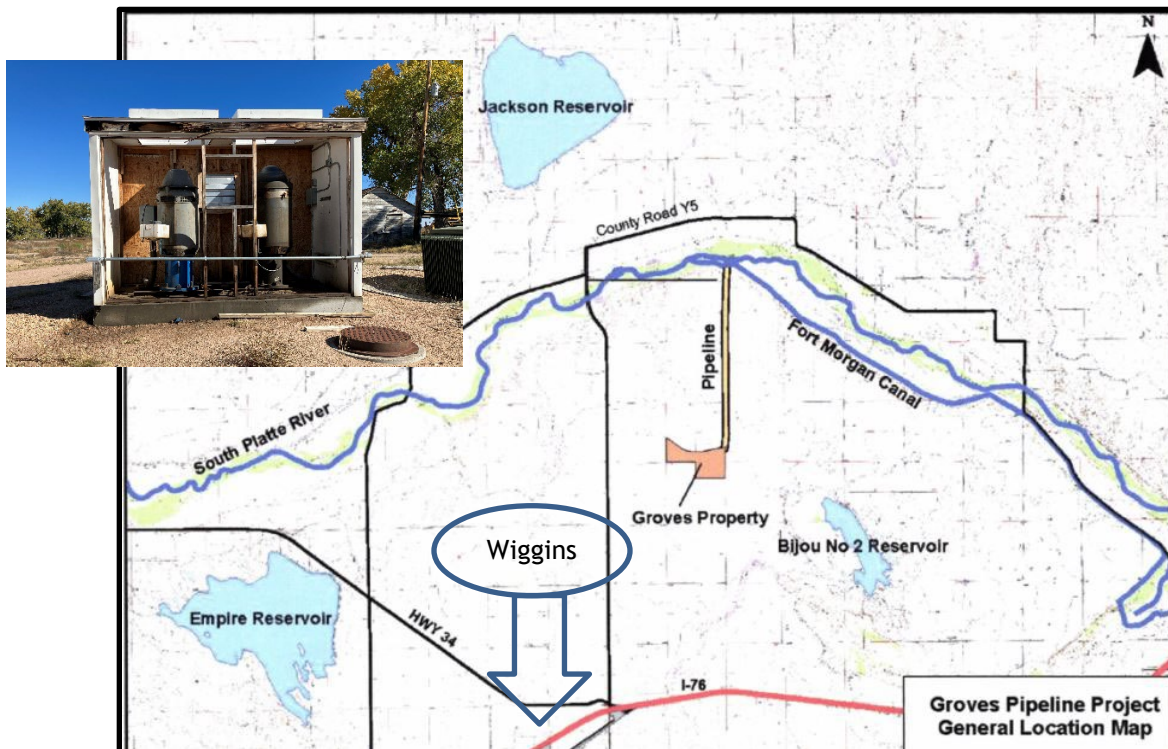 N
Jackson Reservoir
County Road Y5
Pipeline
Fort Morgan Canal
South Platte River
Groves Property
Wiggins
Bijou No 2 Reservoir
Empire Reservoir
HWY 34
I-76
Groves Pipeline Project
General Location Map